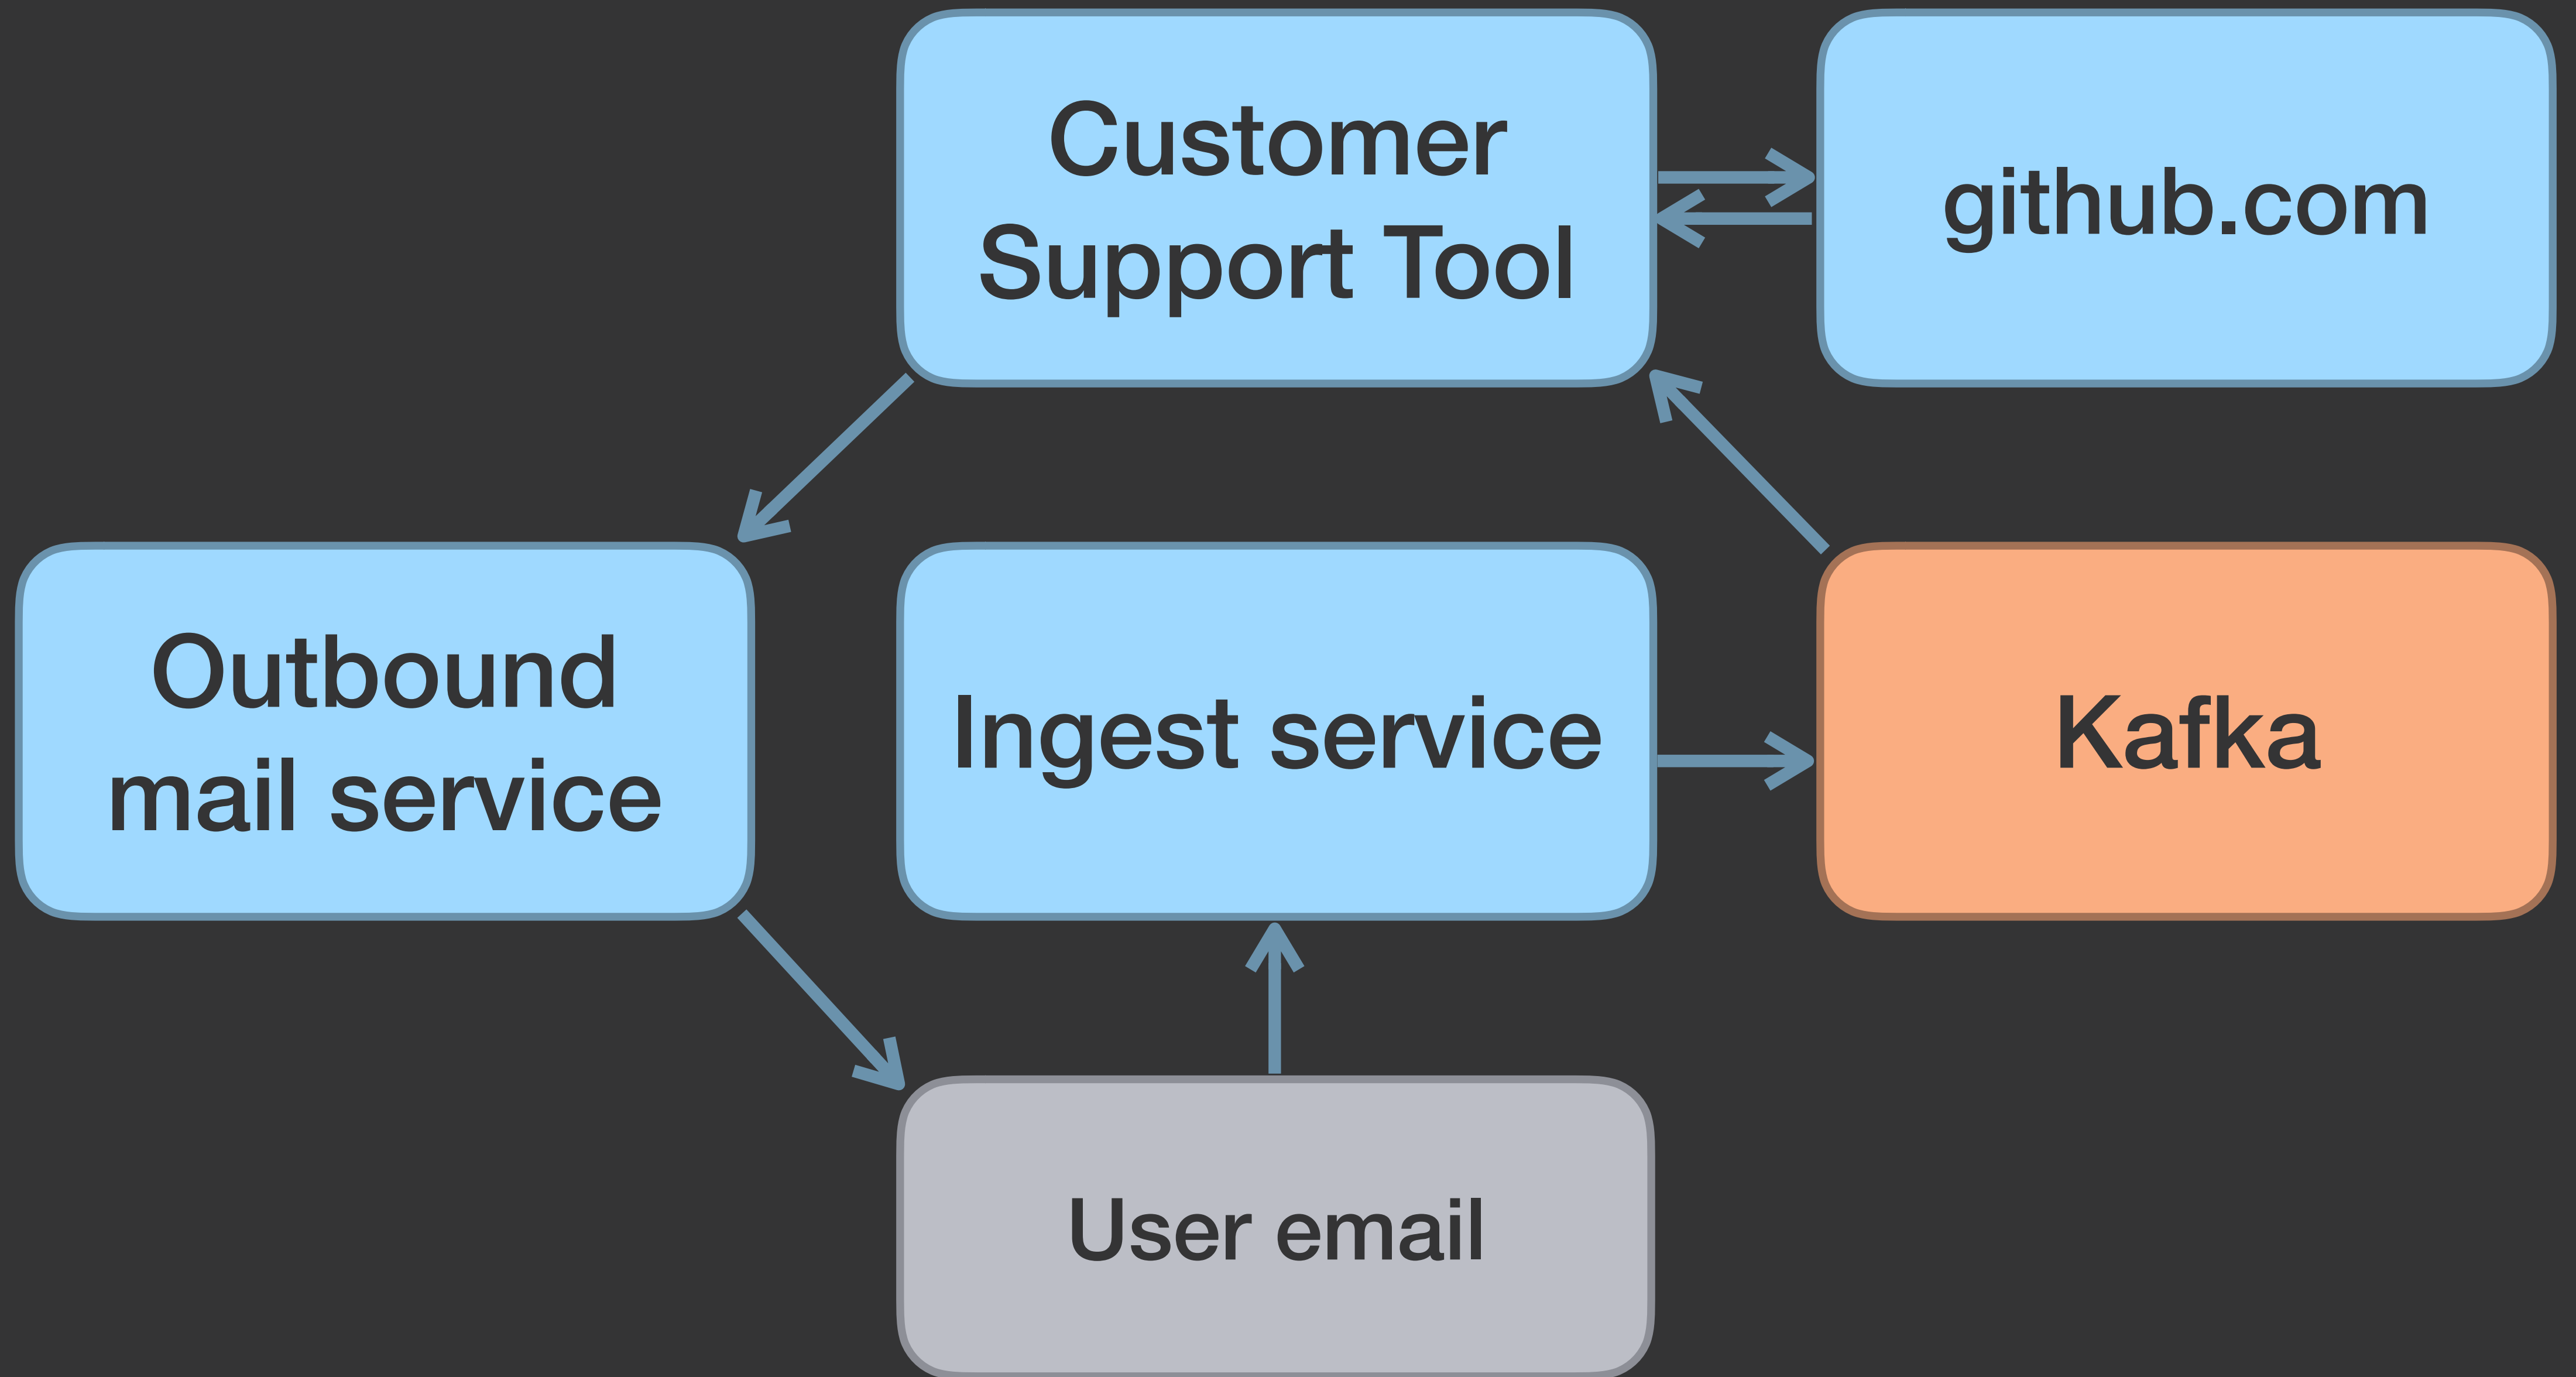 Customer
Support Tool
github.com
Outbound
mail service
Ingest service
Kafka
User email